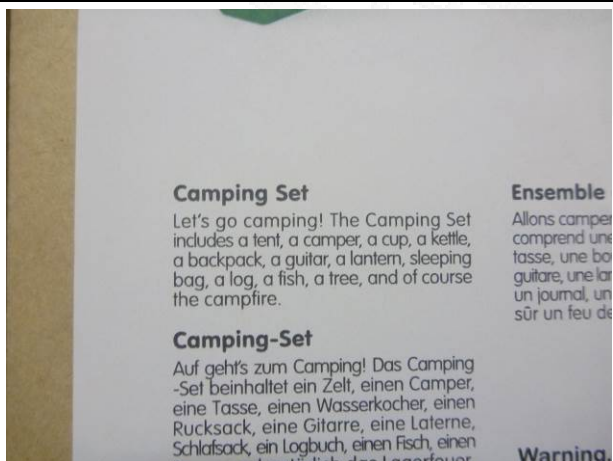 Camping Set
Let's go camping! The Camping Set
includes a tent, a camper, a cup, a kettle,
a backpack, a guitar, a lantern, sleeping
bag, a log, a fish, a tree, and of course
the campfire.
Camping-Set
Auf geht's zum Camping! Das Camping
-Set beinhaltet ein Zelt, einen Camper,
eine Tasse, einen Wasserkocher, einen
Rucksack, eine Gitarre, eine Laterne,
Schlafsack, ein Logbuch, einen Fisch, einen
das Lagerfeuer
Ensemble
Allons camper
comprend une
tasse, une
guitare, une
un journal, un
sûr un feu de
Warning,